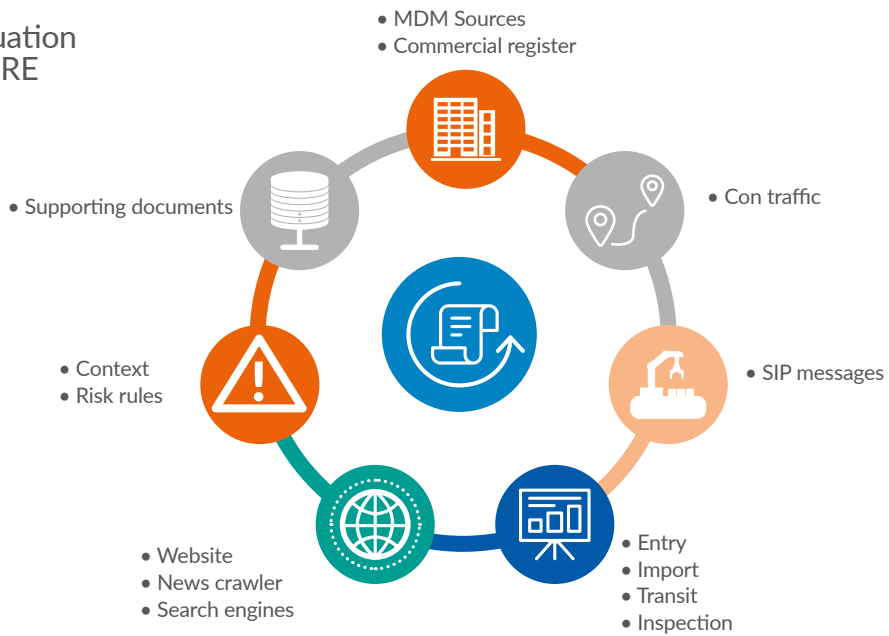 RE
• MDM Sources
• Commercial register
• Supporting documents
• Con traffic
• Context
• Risk rules
• SIP messages
• Website
• News crawler
• Search engines
• Entry
• Import
• Transit
• Inspection